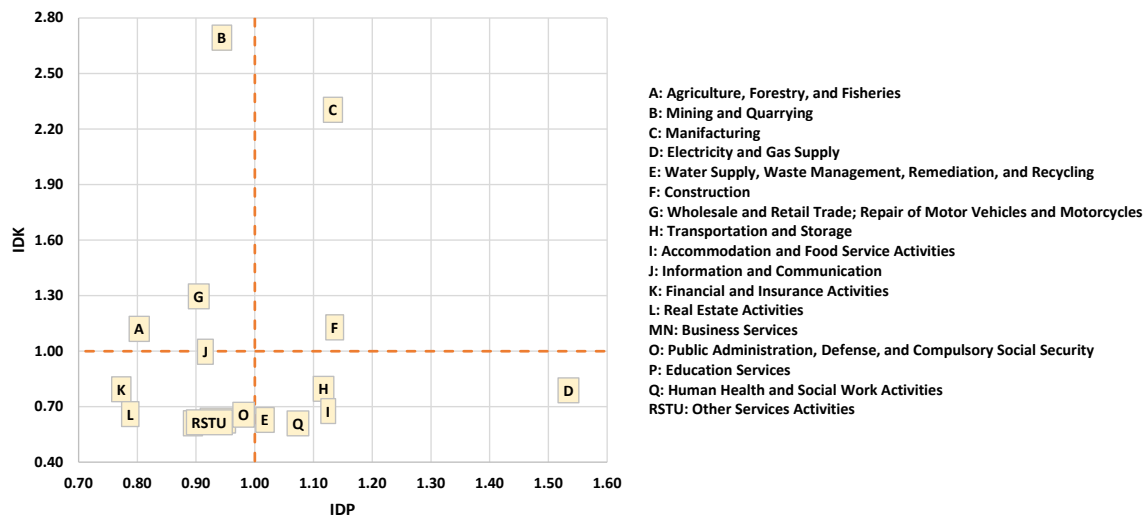 2.80
B
2.50
C
2.20
1.90
1.60
IDK
1.30
G
A
F
J
1.00
K
H
D
0.70
L
I
RSTU
O
E
Q
0.40
0.70 0.80 0.90 1.00 1.10 1.20 1.30 1.40 1.50 1.60
IDP
A: Agriculture, Forestry, and Fisheries
B: Mining and Quarrying
C: Manifacturing
D: Electricity and Gas Supply
E: Water Supply, Waste Management, Remediation, and Recycling
F: Construction
G: Wholesale and Retail Trade; Repair of Motor Vehicles and Motorcycles
H: Transportation and Storage
I: Accommodation and Food Service Activities
J: Information and Communication
K: Financial and Insurance Activities
L: Real Estate Activities
MN: Business Services
O: Public Administration, Defense, and Compulsory Social Security
P: Education Services
Q: Human Health and Social Work Activities
RSTU: Other Services Activities